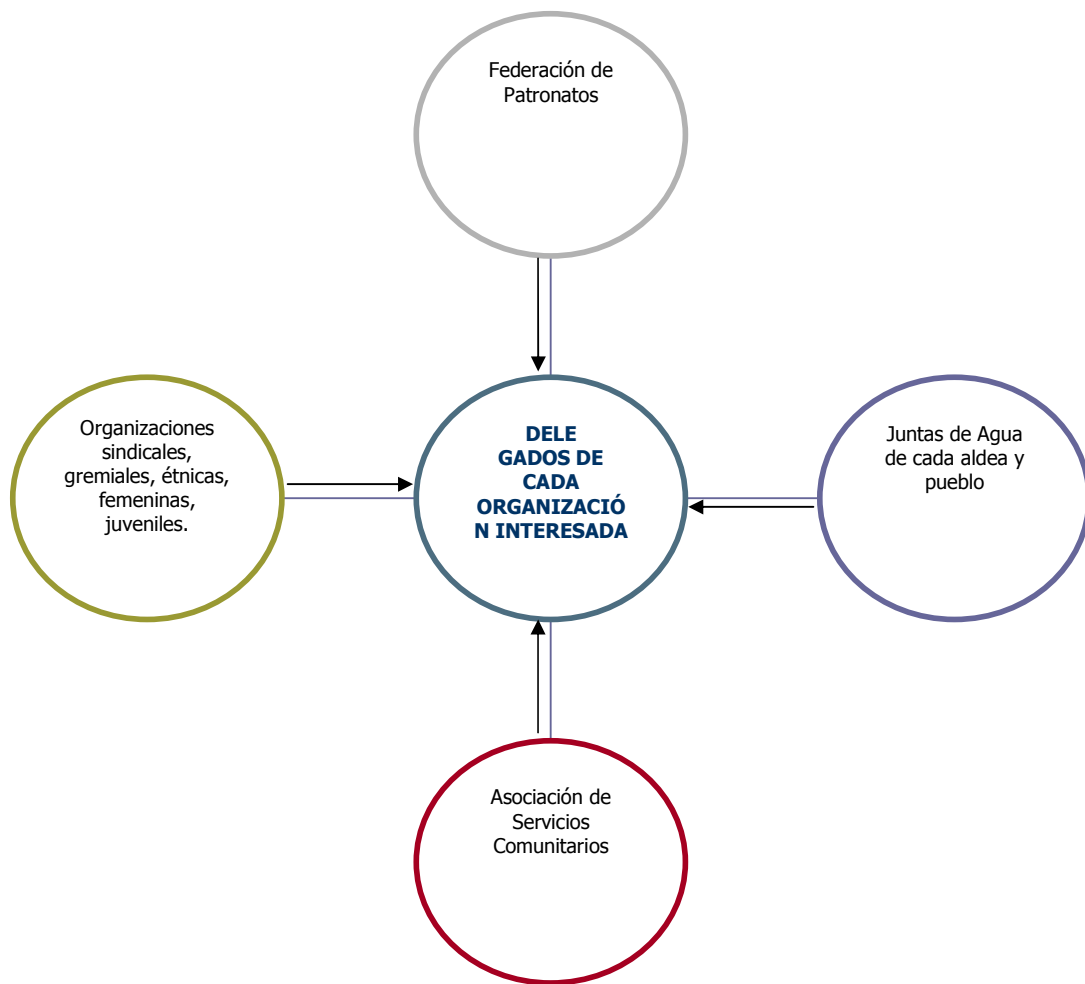 Federación de
Patronatos
Organizaciones
sindicales,
gremiales, étnicas,
femeninas,
juveniles.
DELE
GADOS DE
CADA
ORGANIZACIÓ
N INTERESADA
Juntas de Agua
de cada aldea y
pueblo
Asociación de
Servicios
Comunitarios